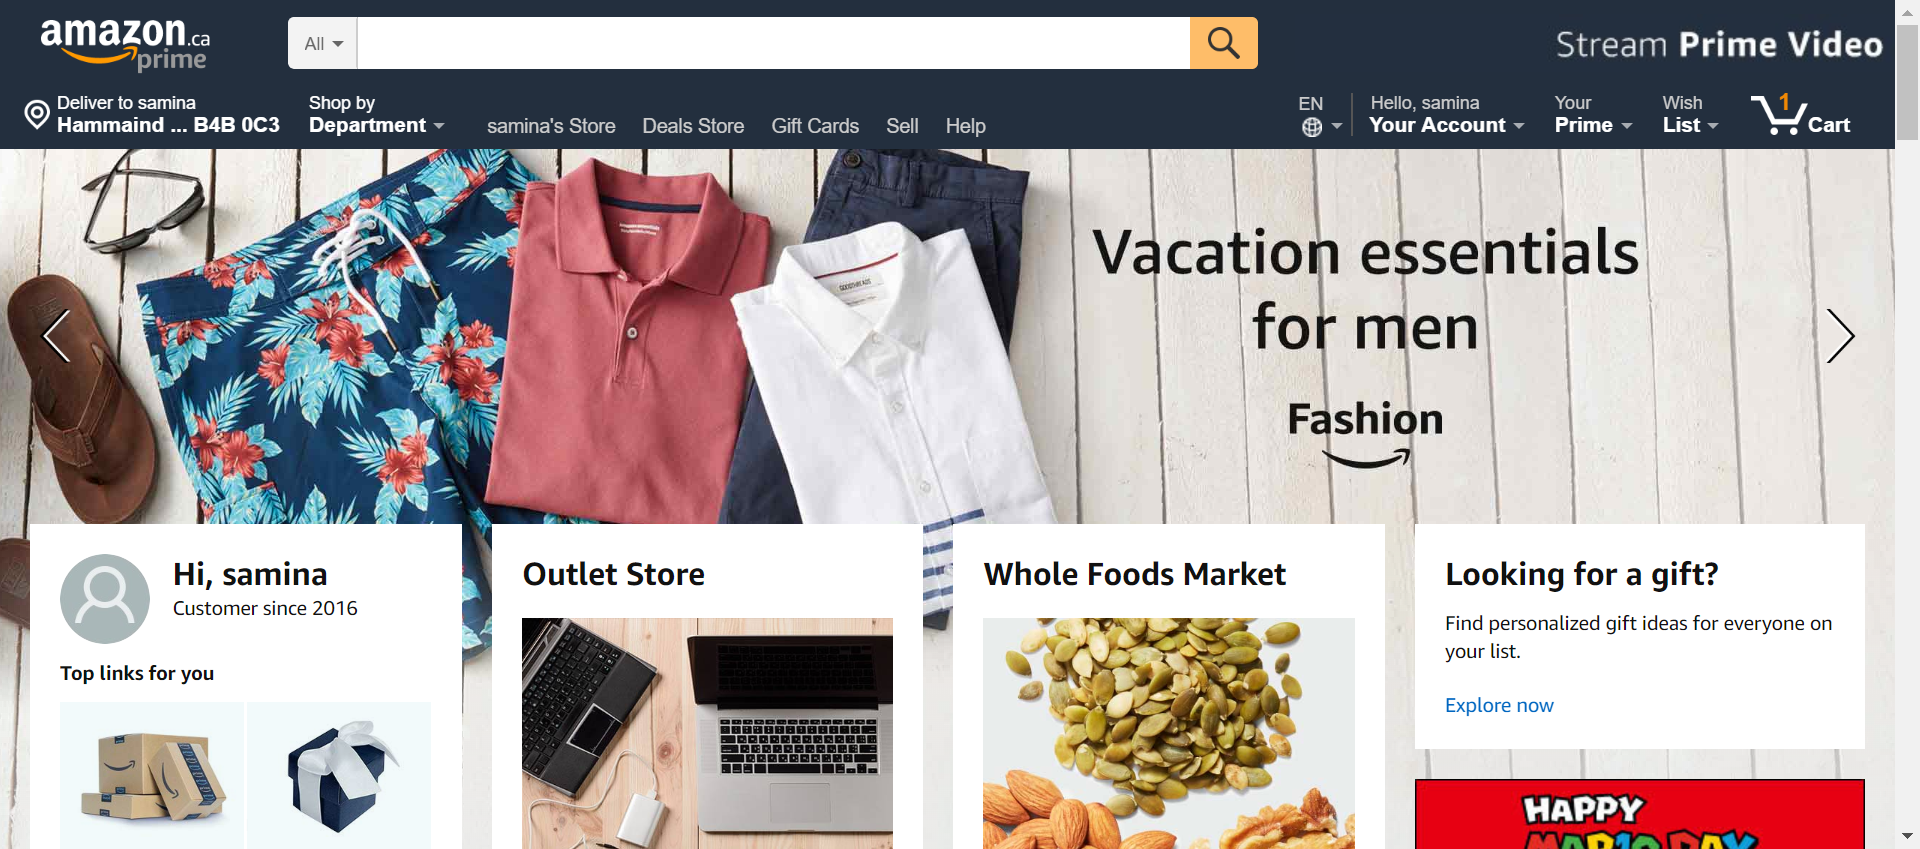 amazon.ca
prime
All
Stream Prime Video
Deliver to samina
Hammaind ... B4B 0C3
Shop by
Department
samina's Store
Deals Store
Gift Cards
Sell
Help
EN
Hello, samina
Your Account
Your
Prime
Wish
List
1
Cart
Vacation essentials
for men
Fashion
GOODTHREADS
Hi, samina
Customer since 2016
Top links for you
Outlet Store
Whole Foods Market
Looking for a gift?
Find personalized gift ideas for everyone on
your list.
Explore now
HAPPY
MAR10 DAY